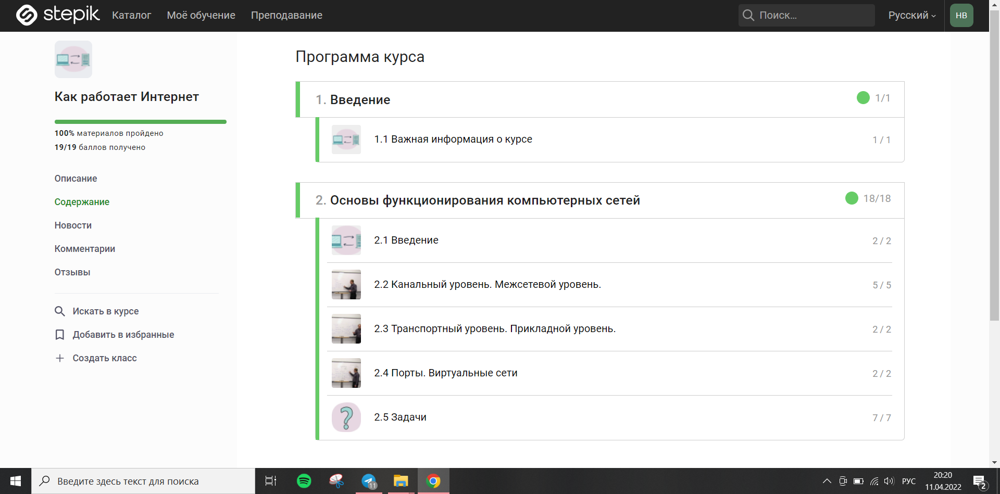 stepik
Каталог
Моё обучение
Преподавание
Поиск...
Русский
НВ
Как работает Интернет
100% материалов пройдено
19/19 баллов получено
Описание
Содержание
Новости
Комментарии
Отзывы
Искать в курсе
Добавить в избранные
Создать класс
Программа курса
1. Введение
1/1
1.1 Важная информация о курсе
1 / 1
2. Основы функционирования компьютерных сетей
18/18
2.1 Введение
2 / 2
2.2 Канальный уровень. Межсетевой уровень.
5 / 5
2.3 Транспортный уровень. Прикладной уровень.
2 / 2
2.4 Порты. Виртуальные сети
2 / 2
?
2.5 Задачи
7 / 7
Введите здесь текст для поиска
11
РУС
20:20
11.04.2022
2